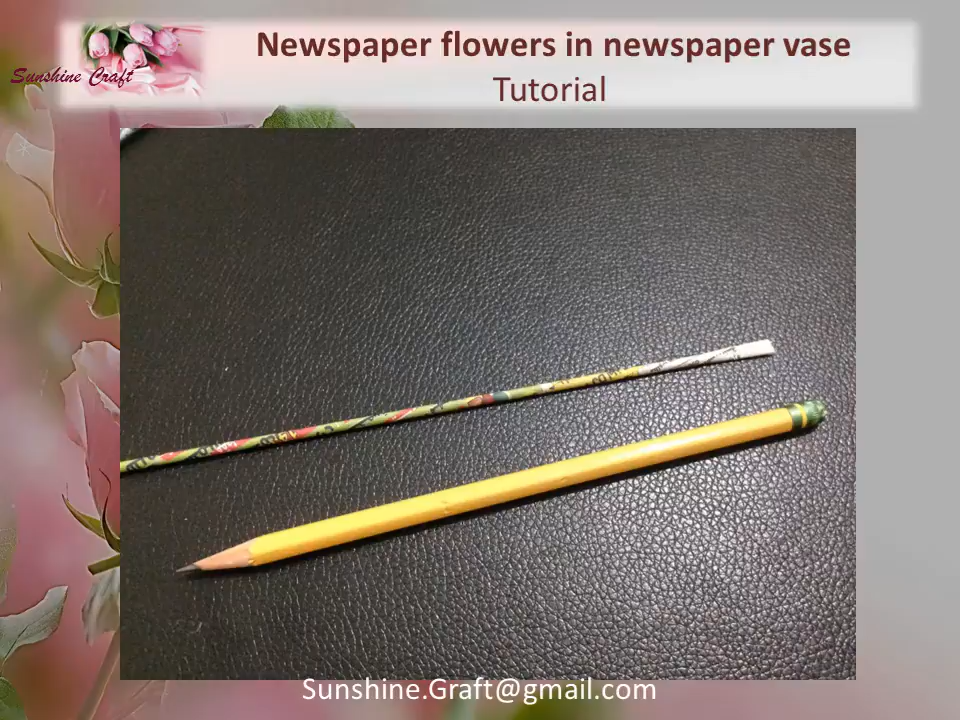 Newspaper flowers in newspaper vase
Sunshine Craft
Tutorial
Sunshine.Graft@gmail.com